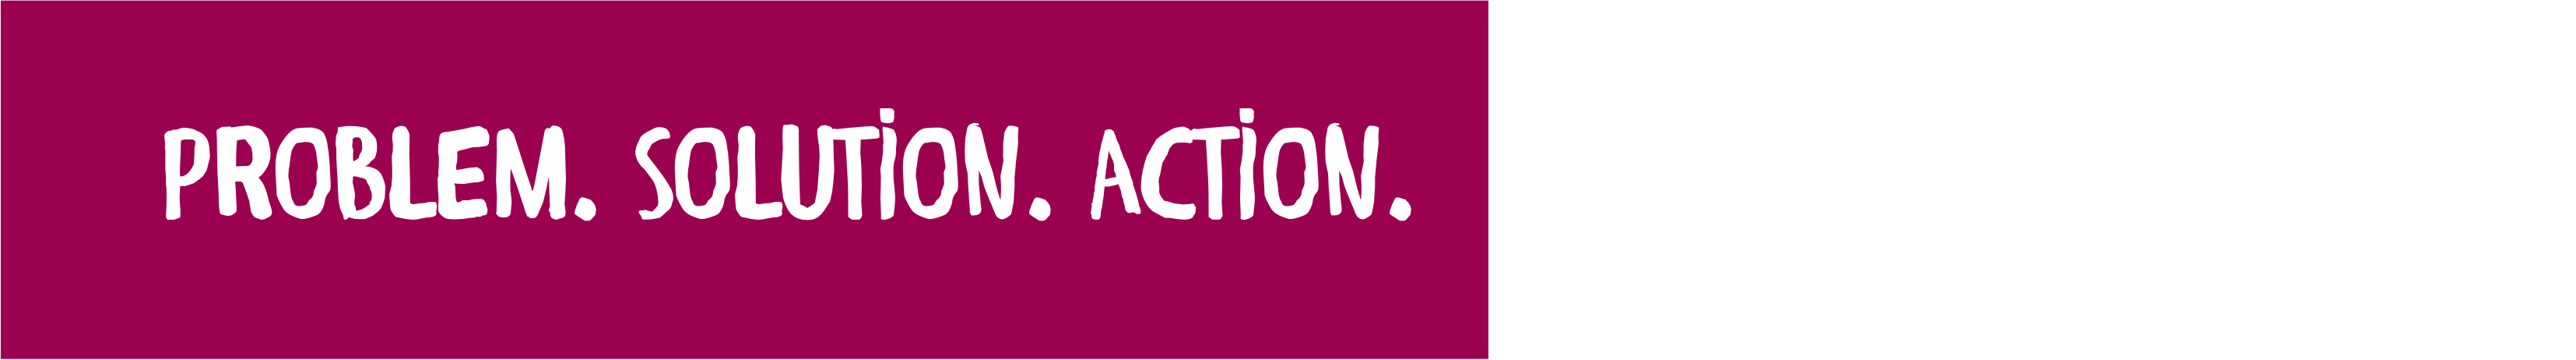 PROBLEM. SOLUTION. ACTION.